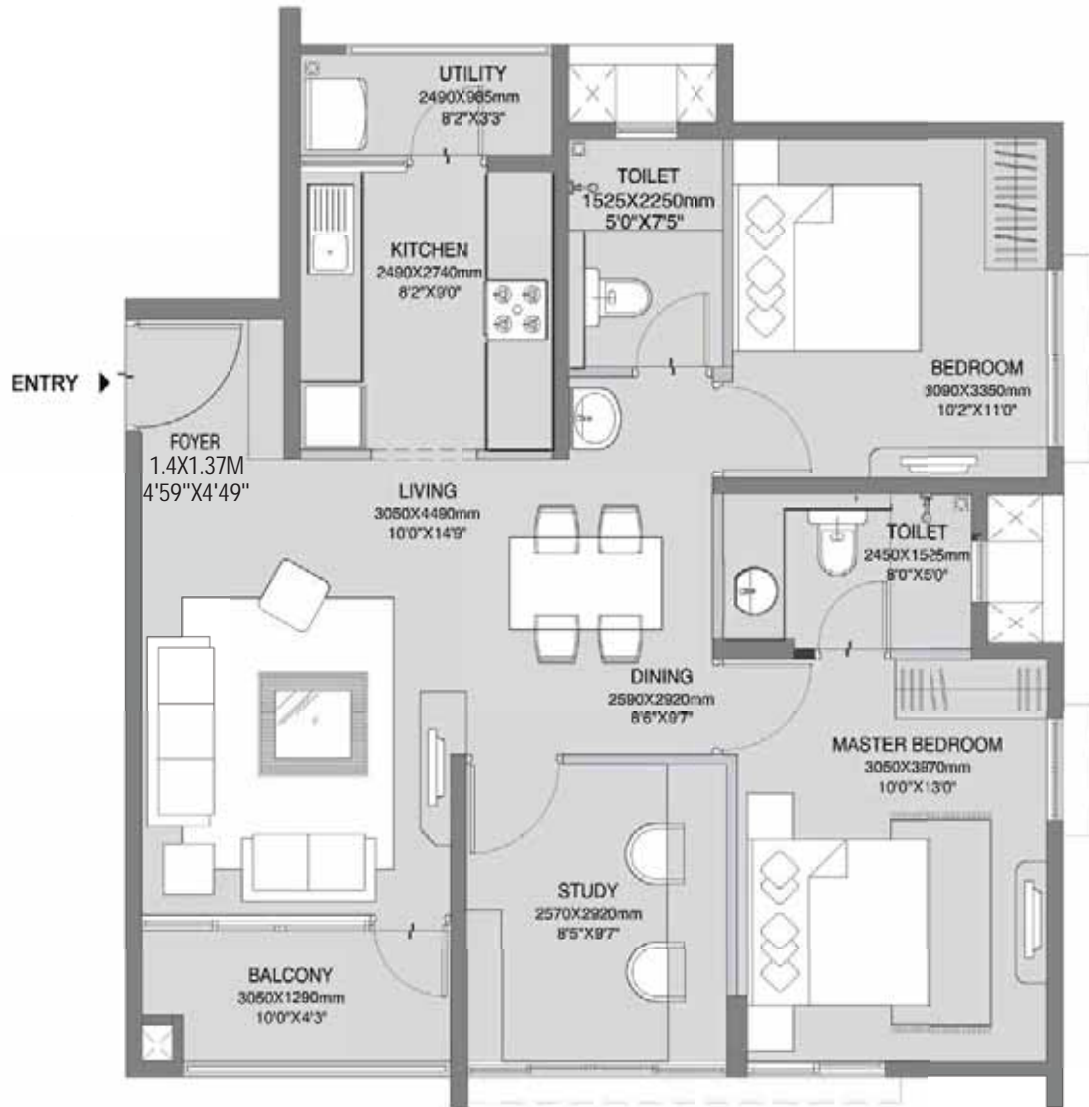 UTILITY
2490X985mm
8'2"X3'3"
TOILET
1525X2250mm
5'0"X7'5"
KITCHEN
2490X2740mm
8'2"X9'0"
BEDROOM
3090X3350mm
10'2"X11'0"
ENTRY
FOYER
1.4X1.37M
4'59"X4'49"
LIVING
3050X4490mm
10'0"X14'9"
TOILET
2450X1525mm
8'0"X5'0"
DINING
2590X2920mm
8'6"X9'7"
MASTER BEDROOM
3050X3970mm
10'0"X13'0"
STUDY
2570X2920mm
8'5"X9'7"
BALCONY
3050X1290mm
10'0"X4'3"